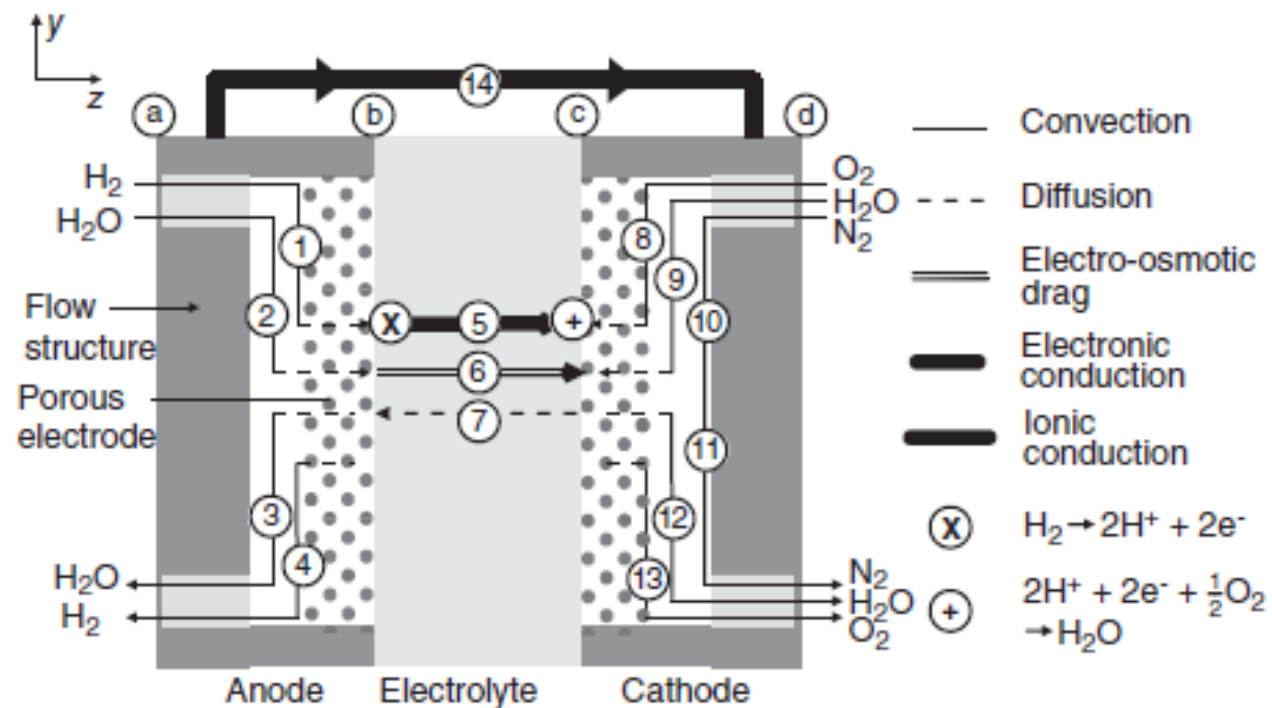 y
z
14
a
b
c
d
H₂
H₂O
1
2
Flow
structure
Porous
electrode
3
4
H₂O
H₂
X
5
+
6
7
O₂
H₂O
N₂
8
9
10
11
12
13
N₂
H₂O
O₂
Anode
Electrolyte
Cathode
Convection
Diffusion
Electro-osmotic
drag
Electronic
conduction
Ionic
conduction
X H₂→2H⁺ + 2e⁻
+ 2H⁺ + 2e⁻ + ½O₂
→H₂O